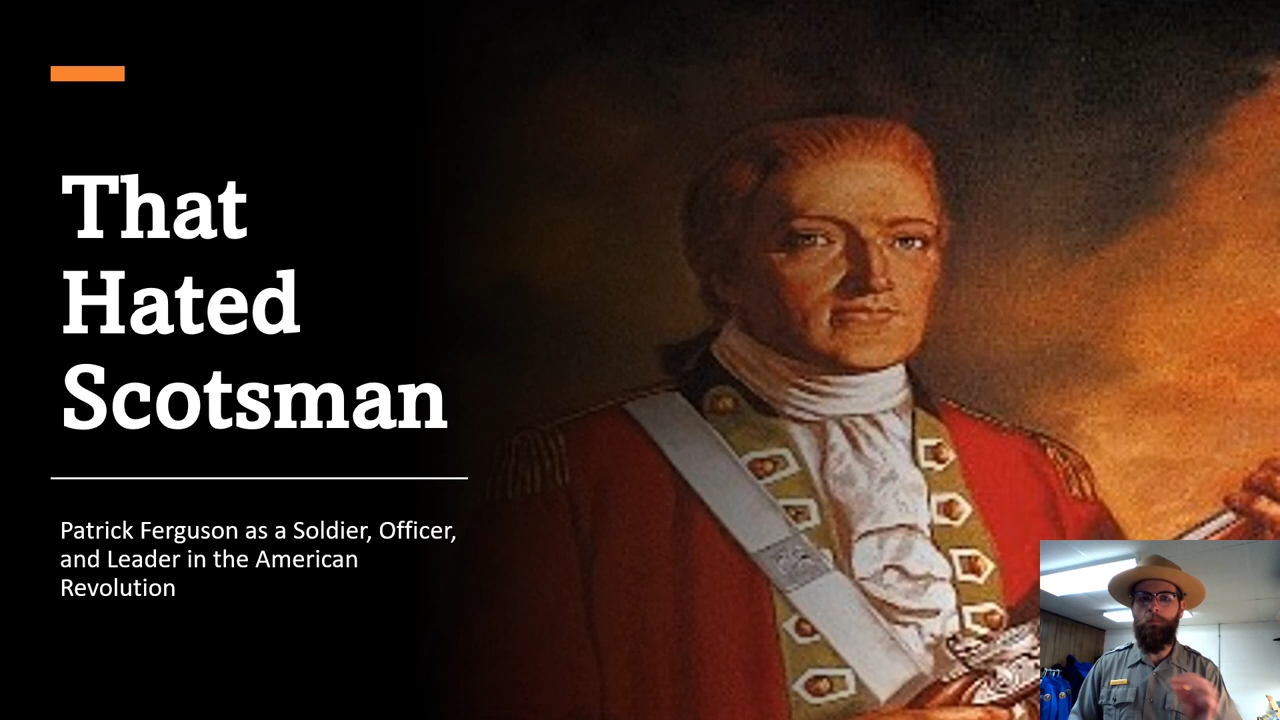 That
Hated
Scotsman
Patrick Ferguson as a Soldier, Officer,
and Leader in the American
Revolution